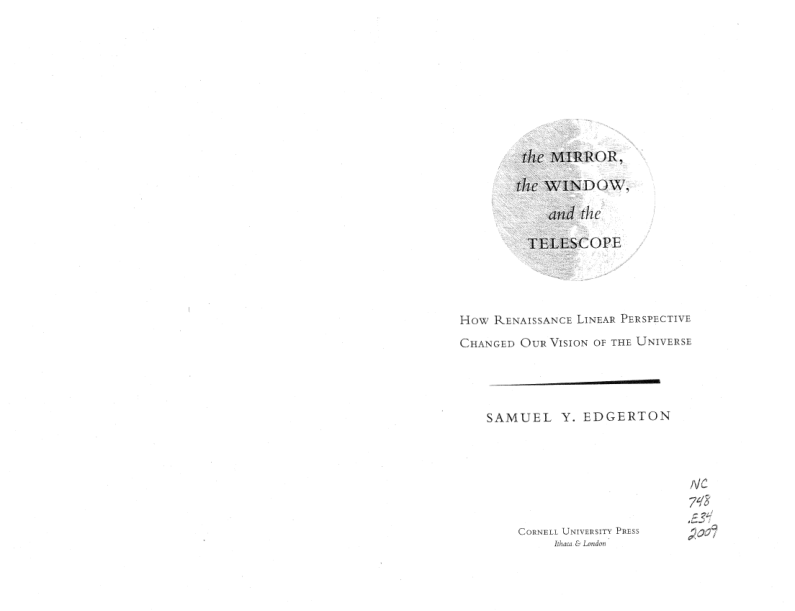 the MIRROR,
the WINDOW,
and the
TELESCOPE
How Renaissance Linear Perspective
Changed Our Vision of the Universe
SAMUEL Y. EDGERTON
NC
748
.E34
2009
Cornell University Press
Ithaca & London